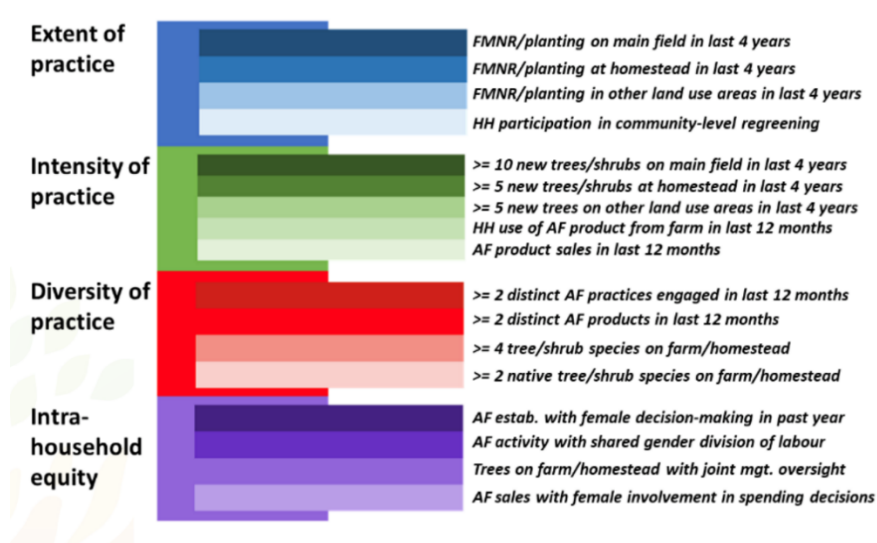 Extent of
practice
FMNR/planting on main field in last 4 years
FMNR/planting at homestead in last 4 years
FMNR/planting in other land use areas in last 4 years
HH participation in community-level regreening
Intensity of
practice
>= 10 new trees/shrubs on main field in last 4 years
>= 5 new trees/shrubs at homestead in last 4 years
>= 5 new trees on other land use areas in last 4 years
HH use of AF product from farm in last 12 months
AF product sales in last 12 months
Diversity of
practice
>= 2 distinct AF practices engaged in last 12 months
>= 2 distinct AF products in last 12 months
>= 4 tree/shrub species on farm/homestead
>= 2 native tree/shrub species on farm/homestead
Intra-
household
equity
AF estab. with female decision-making in past year
AF activity with shared gender division of labour
Trees on farm/homestead with joint mgt. oversight
AF sales with female involvement in spending decisions